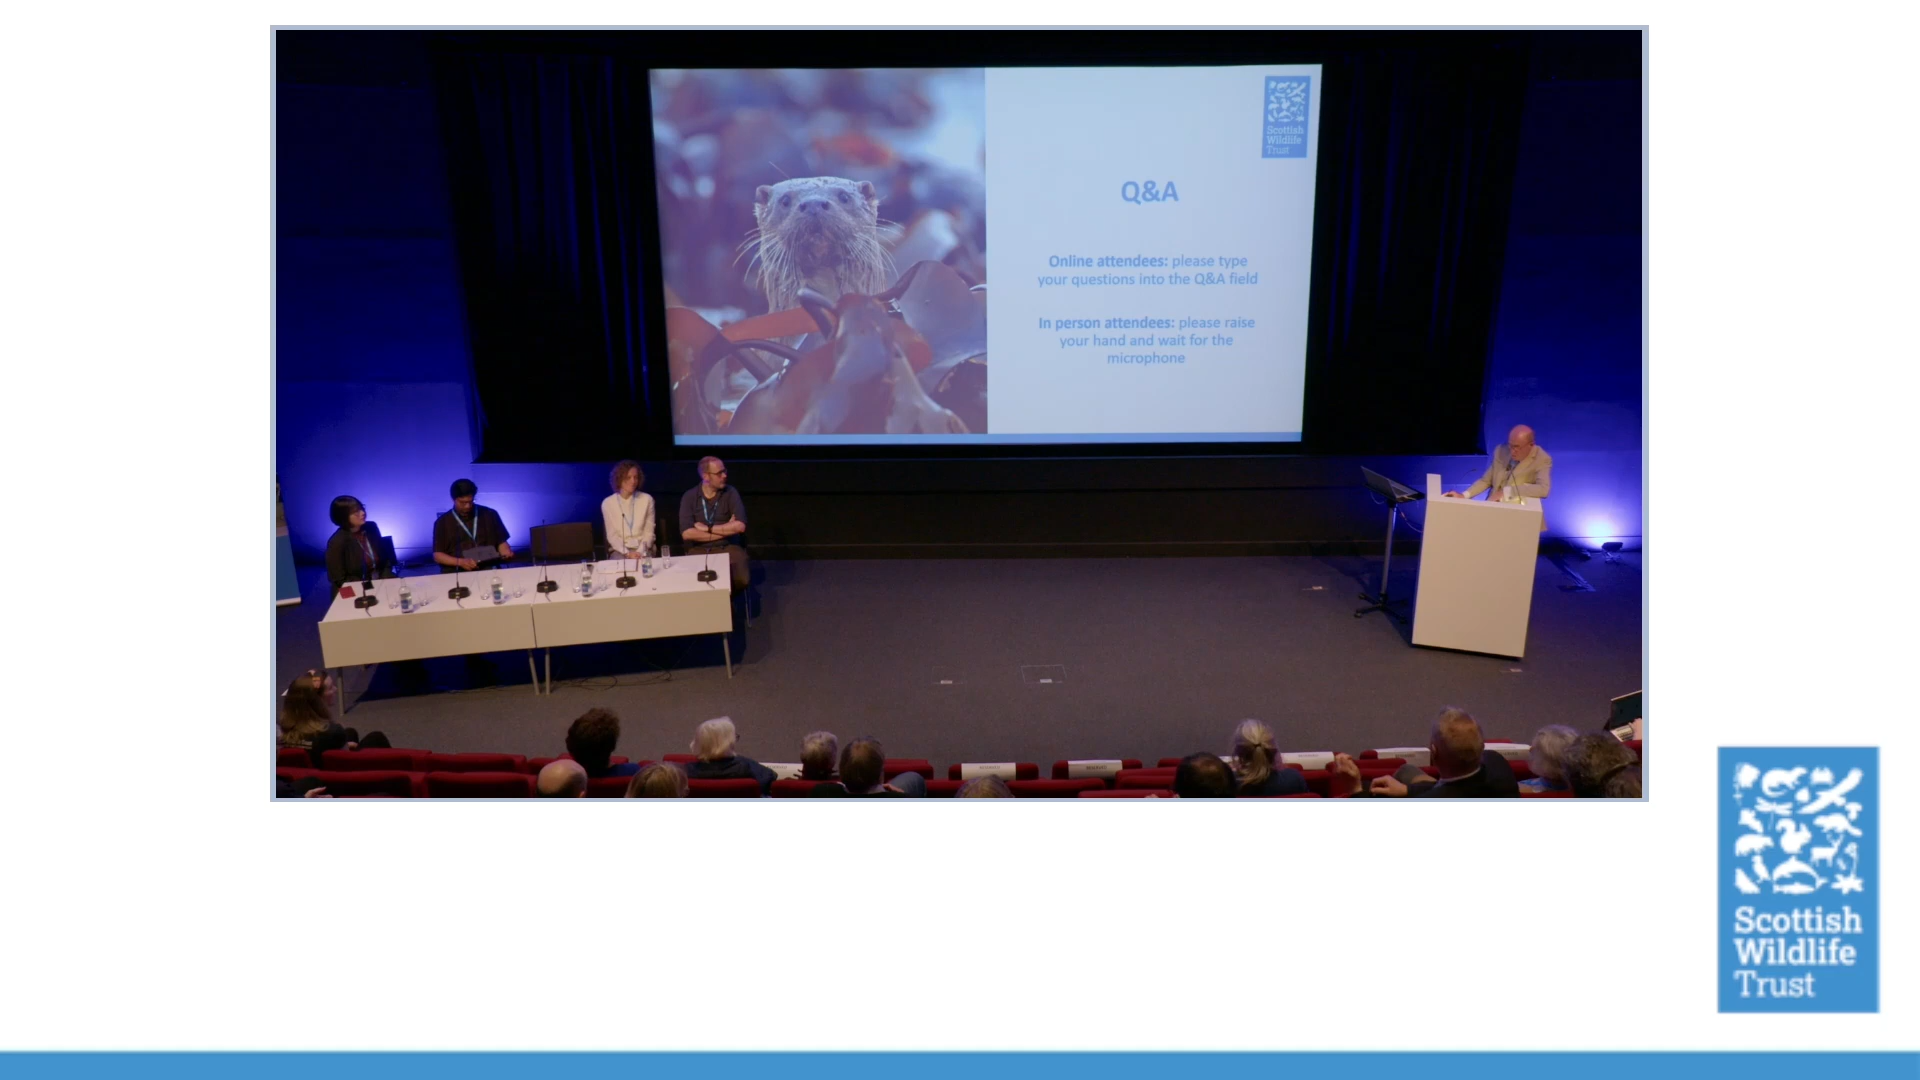 Scottish
Wildlife
Trust
Q&A
Online attendees: please type
your questions into the Q&A field
In person attendees: please raise
your hand and wait for the
microphone
Scottish
Wildlife
Trust